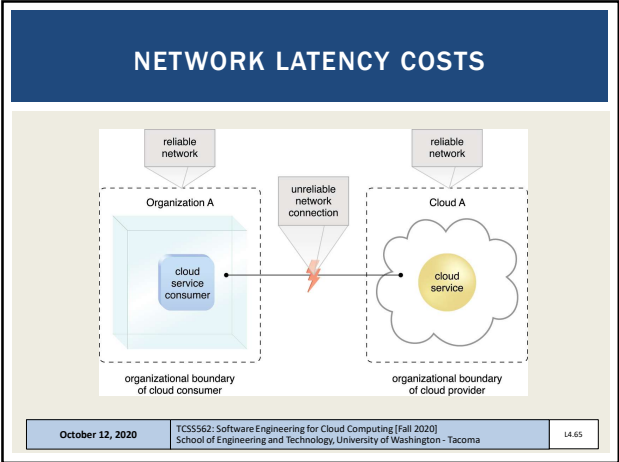 NETWORK LATENCY COSTS
reliable
network
reliable
network
unreliable
network
connection
Organization A
Cloud A
cloud
service
consumer
cloud
service
organizational boundary
of cloud consumer
organizational boundary
of cloud provider
October 12, 2020
TCSS562: Software Engineering for Cloud Computing [Fall 2020]
School of Engineering and Technology, University of Washington - Tacoma
L4.65